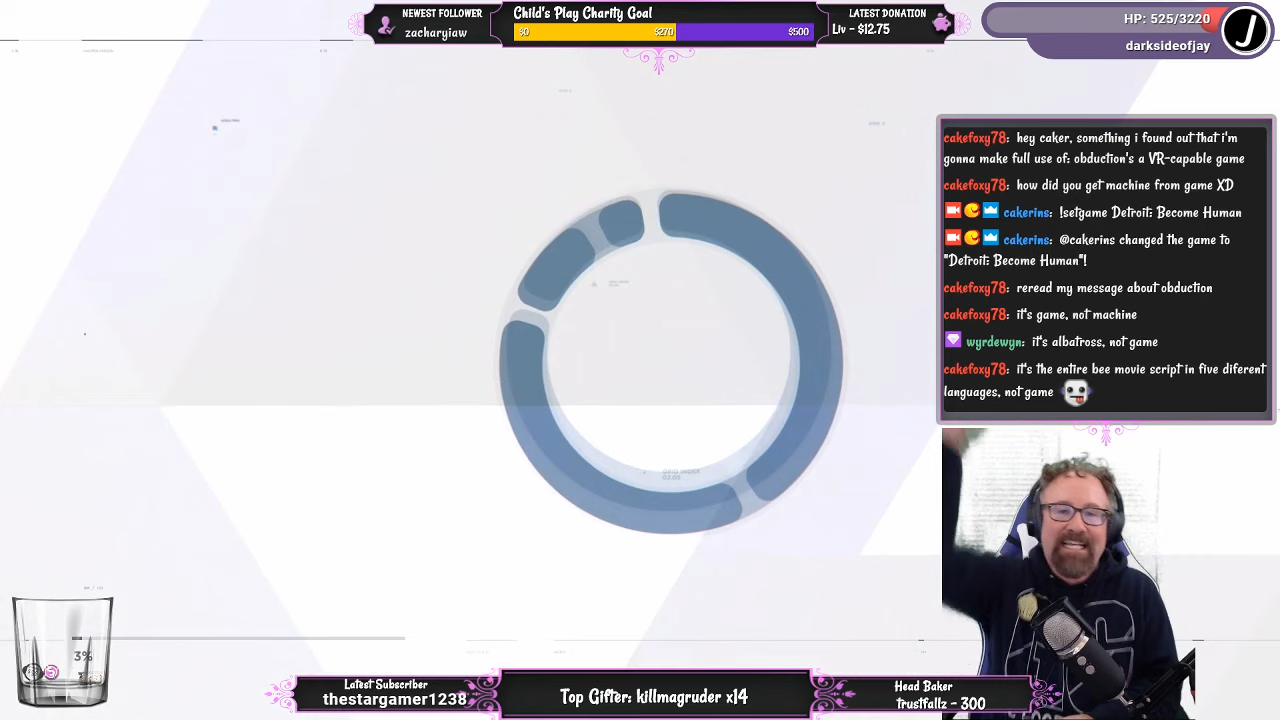 NEWEST FOLLOWER
zacharyiaw
Child's Play Charity Goal
$0
$270
$500
LATEST DONATION
Liv - $12.75
HP: 525/3220
darksideofjay
cakefoxy78: hey caker, something i found out that i'm
gonna make full use of: obduction's a VR-capable game
cakefoxy78: how did you get machine from game XD
cakerins: !setgame Detroit: Become Human
cakerins: @cakerins changed the game to
"Detroit: Become Human"!
cakefoxy78: reread my message about obduction
cakefoxy78: it's game, not machine
wyrdewyn: it's albatross, not game
cakefoxy78: it's the entire bee movie script in five diferent
languages, not game
3%
Latest Subscriber
thestargamer1238
Top Gifter: killmagruder x14
Head Baker
trustfallz - 300